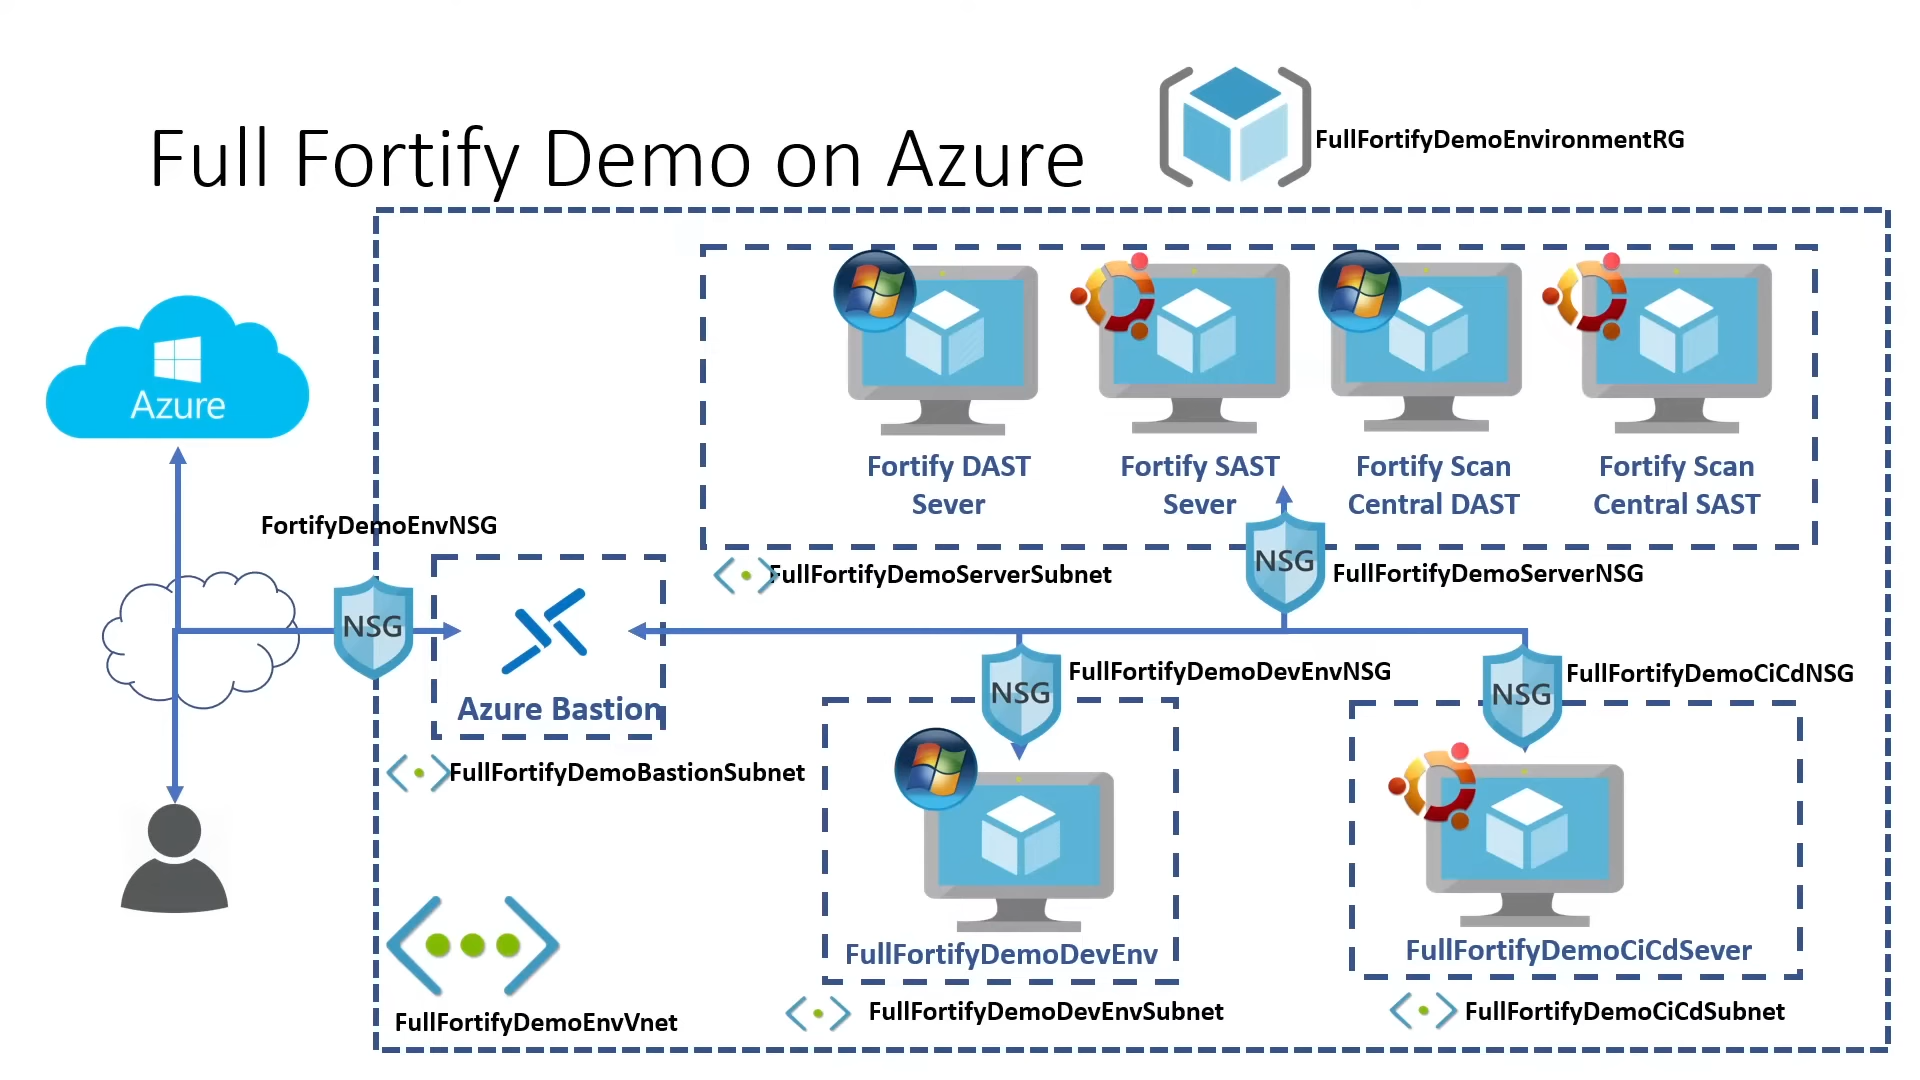 Full Fortify Demo on Azure
FullFortifyDemoEnvironmentRG
Azure
Fortify DAST
Sever
Fortify SAST
Sever
Fortify Scan
Central DAST
Fortify Scan
Central SAST
FortifyDemoEnvNSG
NSG
FullFortifyDemoServerSubnet
NSG
FullFortifyDemoServerNSG
Azure Bastion
FullFortifyDemoBastionSubnet
NSG
FullFortifyDemoDevEnvNSG
NSG
FullFortifyDemoCiCdNSG
FullFortifyDemoDevEnv
FullFortifyDemoCiCdSever
FullFortifyDemoEnvVnet
FullFortifyDemoDevEnvSubnet
FullFortifyDemoCiCdSubnet